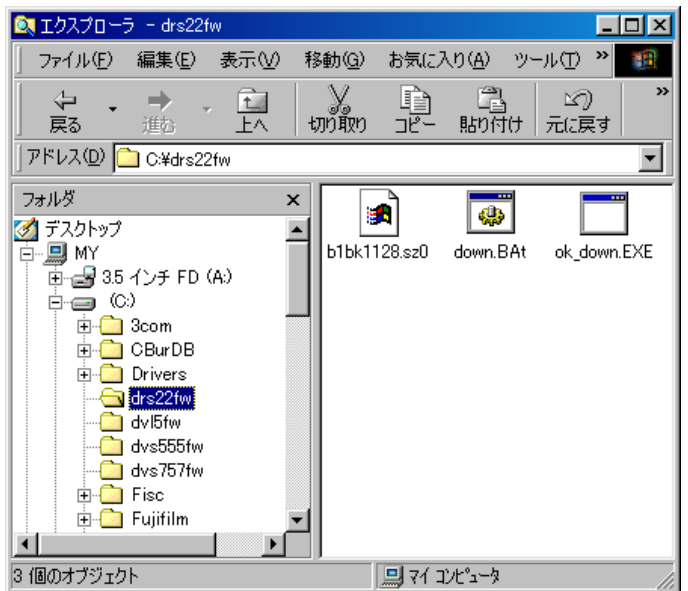 エクスプローラ - drs22fw
ファイル(F) 編集(E) 表示(V) 移動(G) お気に入り(A) ツール(T) »
戻る 進む 上へ 切り取り コピー 貼り付け 元に戻す »
アドレス(D) C:¥drs22fw
フォルダ ×
デスクトップ
MY
3.5 インチ FD (A:)
(C:)
3com
CBurDB
Drivers
drs22fw
dvl5fw
dvs555fw
dvs757fw
Fisc
Fujifilm
b1bk1128.sz0 down.BAt ok_down.EXE
3 個のオブジェクト マイ コンピュータ